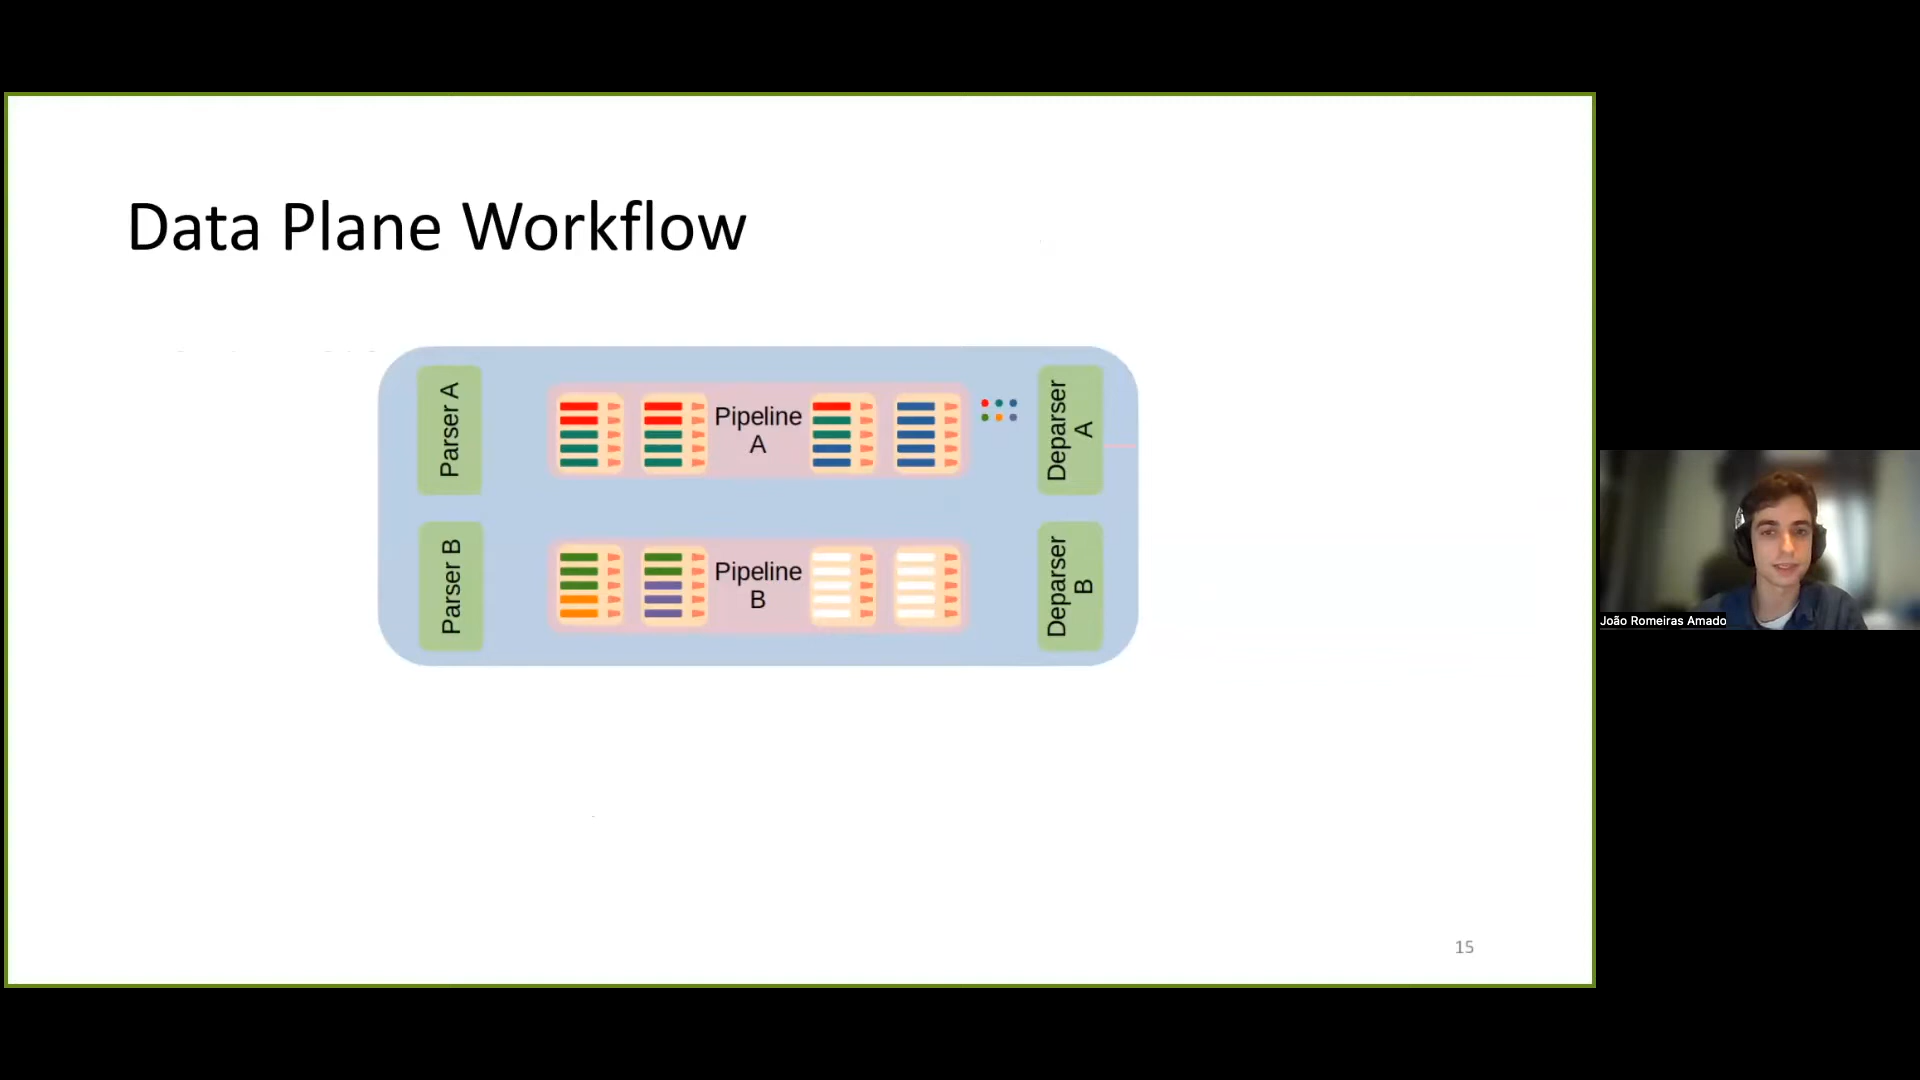 Data Plane Workflow
Parser A
Pipeline
A
Deparser
A
Parser B
Pipeline
B
Deparser
B
15
João Romeiras Amado